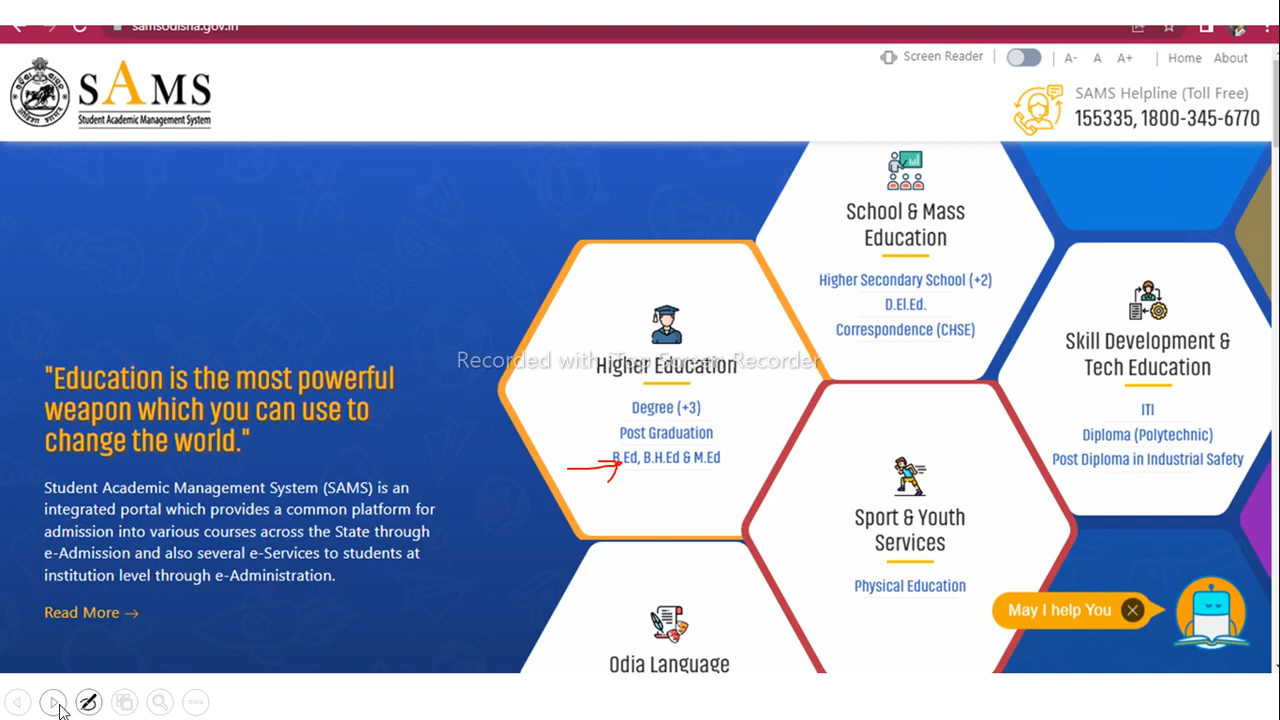 samsodisha.gov.in
Screen Reader
A- A A+
Home About
SAMS
Student Academic Management System
SAMS Helpline (Toll Free)
155335, 1800-345-6770
School & Mass
Education
Higher Secondary School (+2)
D.El.Ed.
Correspondence (CHSE)
Higher Education
Degree (+3)
Post Graduation
B.Ed, B.H.Ed & M.Ed
Skill Development &
Tech Education
ITI
Diploma (Polytechnic)
Post Diploma in Industrial Safety
Sport & Youth
Services
Physical Education
Odia Language
"Education is the most powerful
weapon which you can use to
change the world."
Student Academic Management System (SAMS) is an
integrated portal which provides a common platform for
admission into various courses across the State through
e-Admission and also several e-Services to students at
institution level through e-Administration.
Read More →
May I help You
Recorded with iTop Screen Recorder